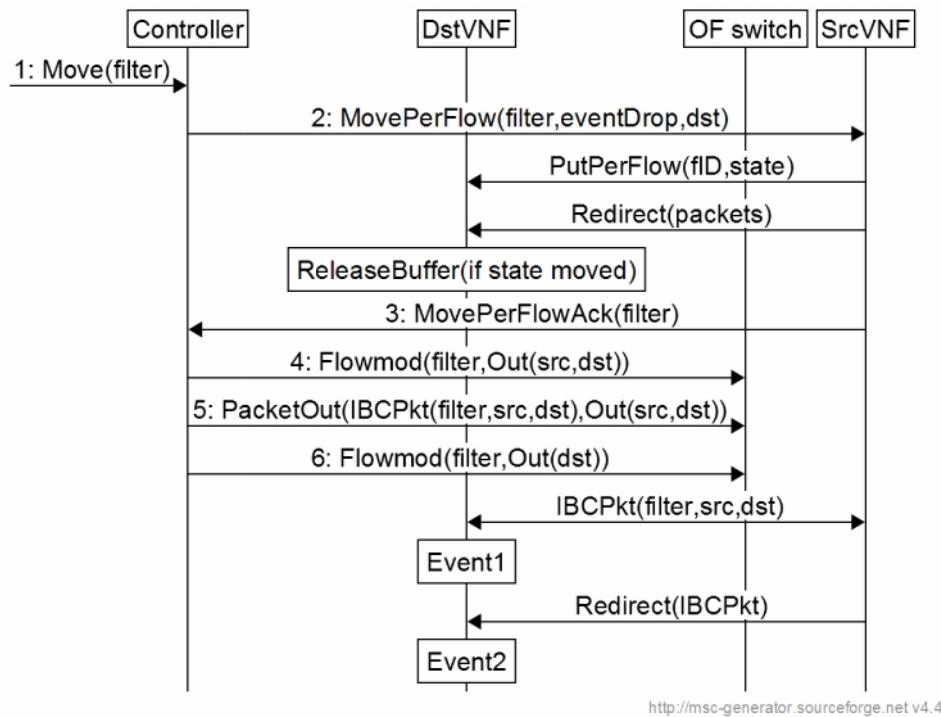 Controller DstVNF OF switch SrcVNF
1: Move(filter)
2: MovePerFlow(filter,eventDrop,dst)
PutPerFlow(fID,state)
Redirect(packets)
ReleaseBuffer(if state moved)
3: MovePerFlowAck(filter)
4: Flowmod(filter,Out(src,dst))
5: PacketOut(IBCPkt(filter,src,dst),Out(src,dst))
6: Flowmod(filter,Out(dst))
IBCPkt(filter,src,dst)
Event1
Redirect(IBCPkt)
Event2
http://msc-generator.sourceforge.net v4.4